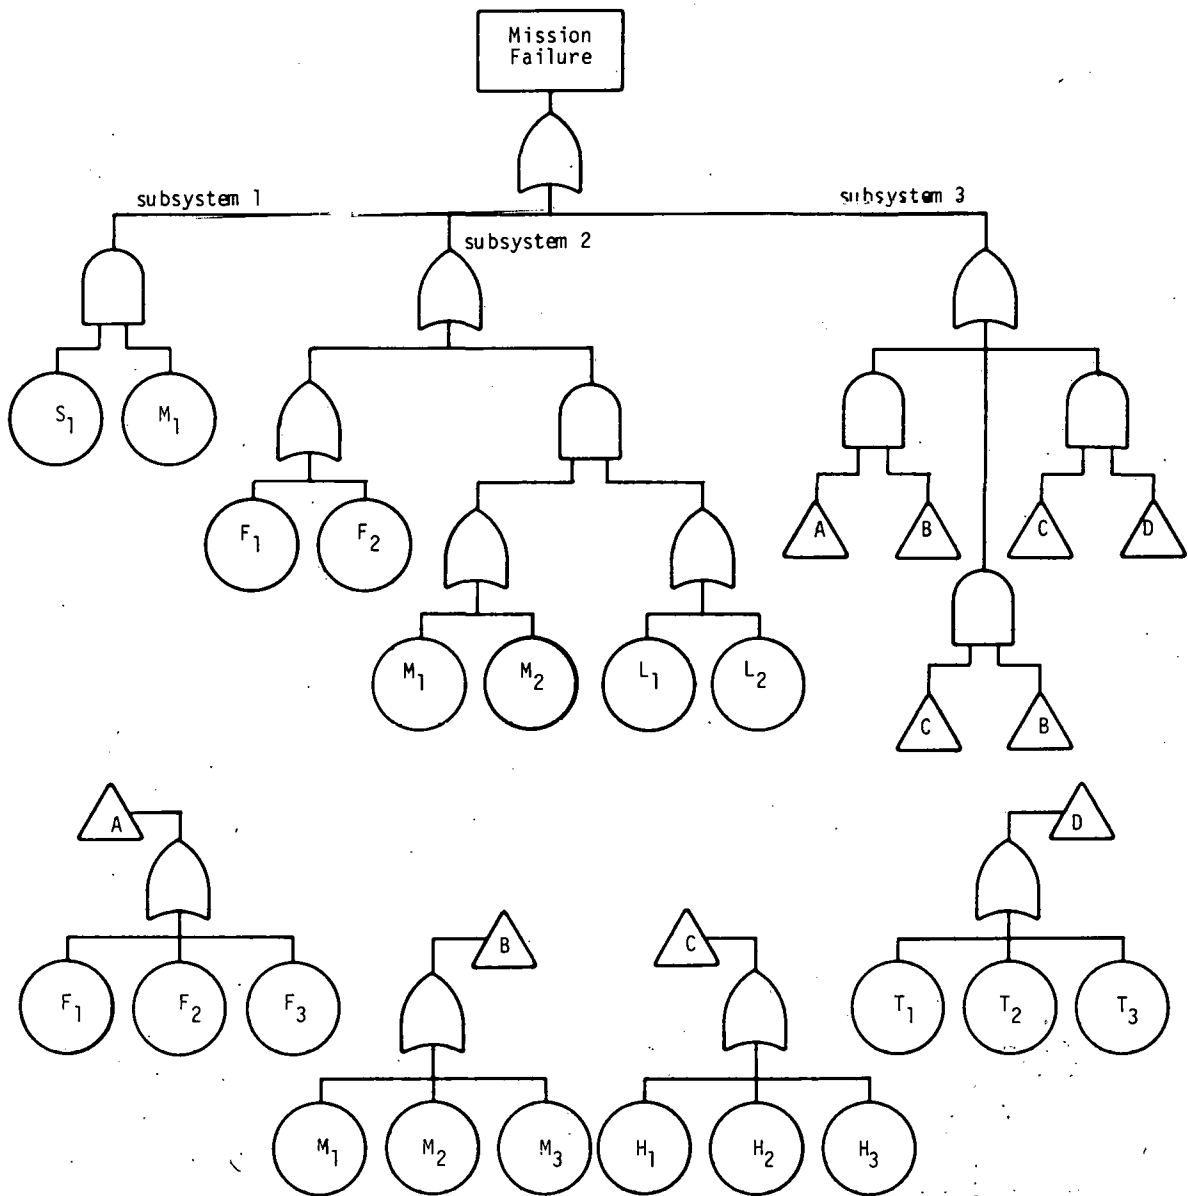 Mission
Failure
subsystem 1
subsystem 3
subsystem 2
S1
M1
F1
F2
A
B
C
D
M1
M2
L1
L2
C
B
A
D
B
C
F1
F2
F3
T1
T2
T3
M1
M2
M3
H1
H2
H3